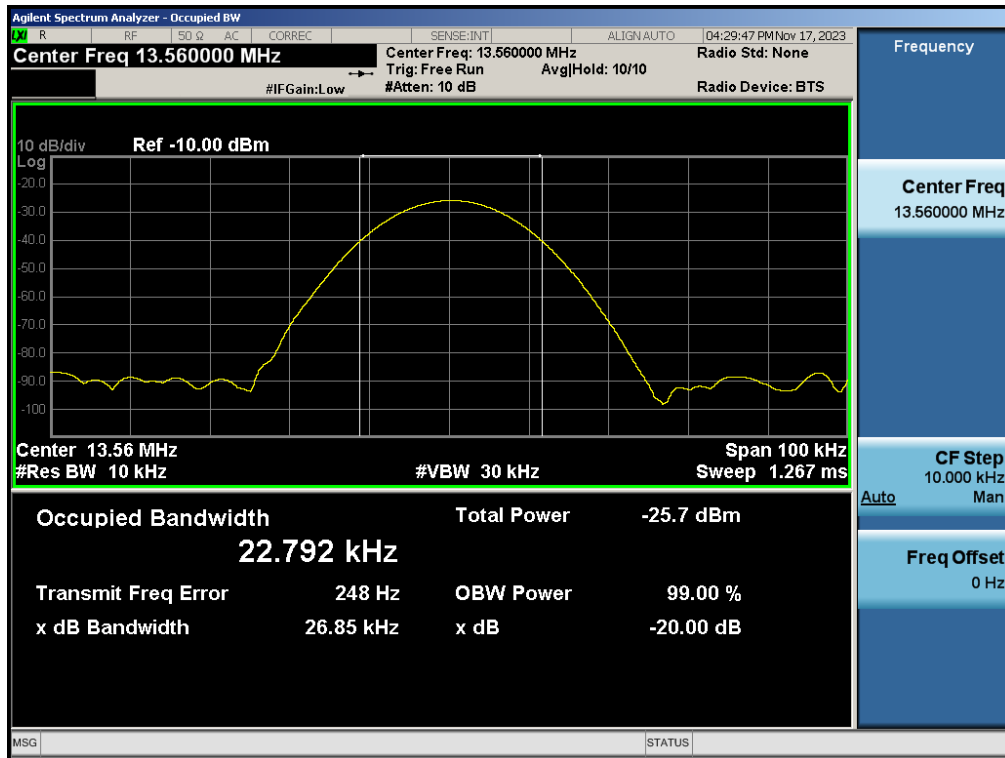 Agilent Spectrum Analyzer - Occupied BW
LXI R RF 50 Ω AC CORREC SENSE:INT ALIGN AUTO 04:29:47 PM Nov 17, 2023
Center Freq 13.560000 MHz
Center Freq: 13.560000 MHz
Radio Std: None
Trig: Free Run Avg|Hold: 10/10
#IFGain:Low
#Atten: 10 dB
Radio Device: BTS
10 dB/div Ref -10.00 dBm
Log
-20.0
-30.0
-40.0
-50.0
-60.0
-70.0
-80.0
-90.0
-100
Center 13.56 MHz Span 100 kHz
#Res BW 10 kHz #VBW 30 kHz Sweep 1.267 ms
Occupied Bandwidth Total Power -25.7 dBm
22.792 kHz
Transmit Freq Error 248 Hz OBW Power 99.00 %
x dB Bandwidth 26.85 kHz x dB -20.00 dB
MSG STATUS
Frequency
Center Freq
13.560000 MHz
CF Step
10.000 kHz
Auto Man
Freq Offset
0 Hz